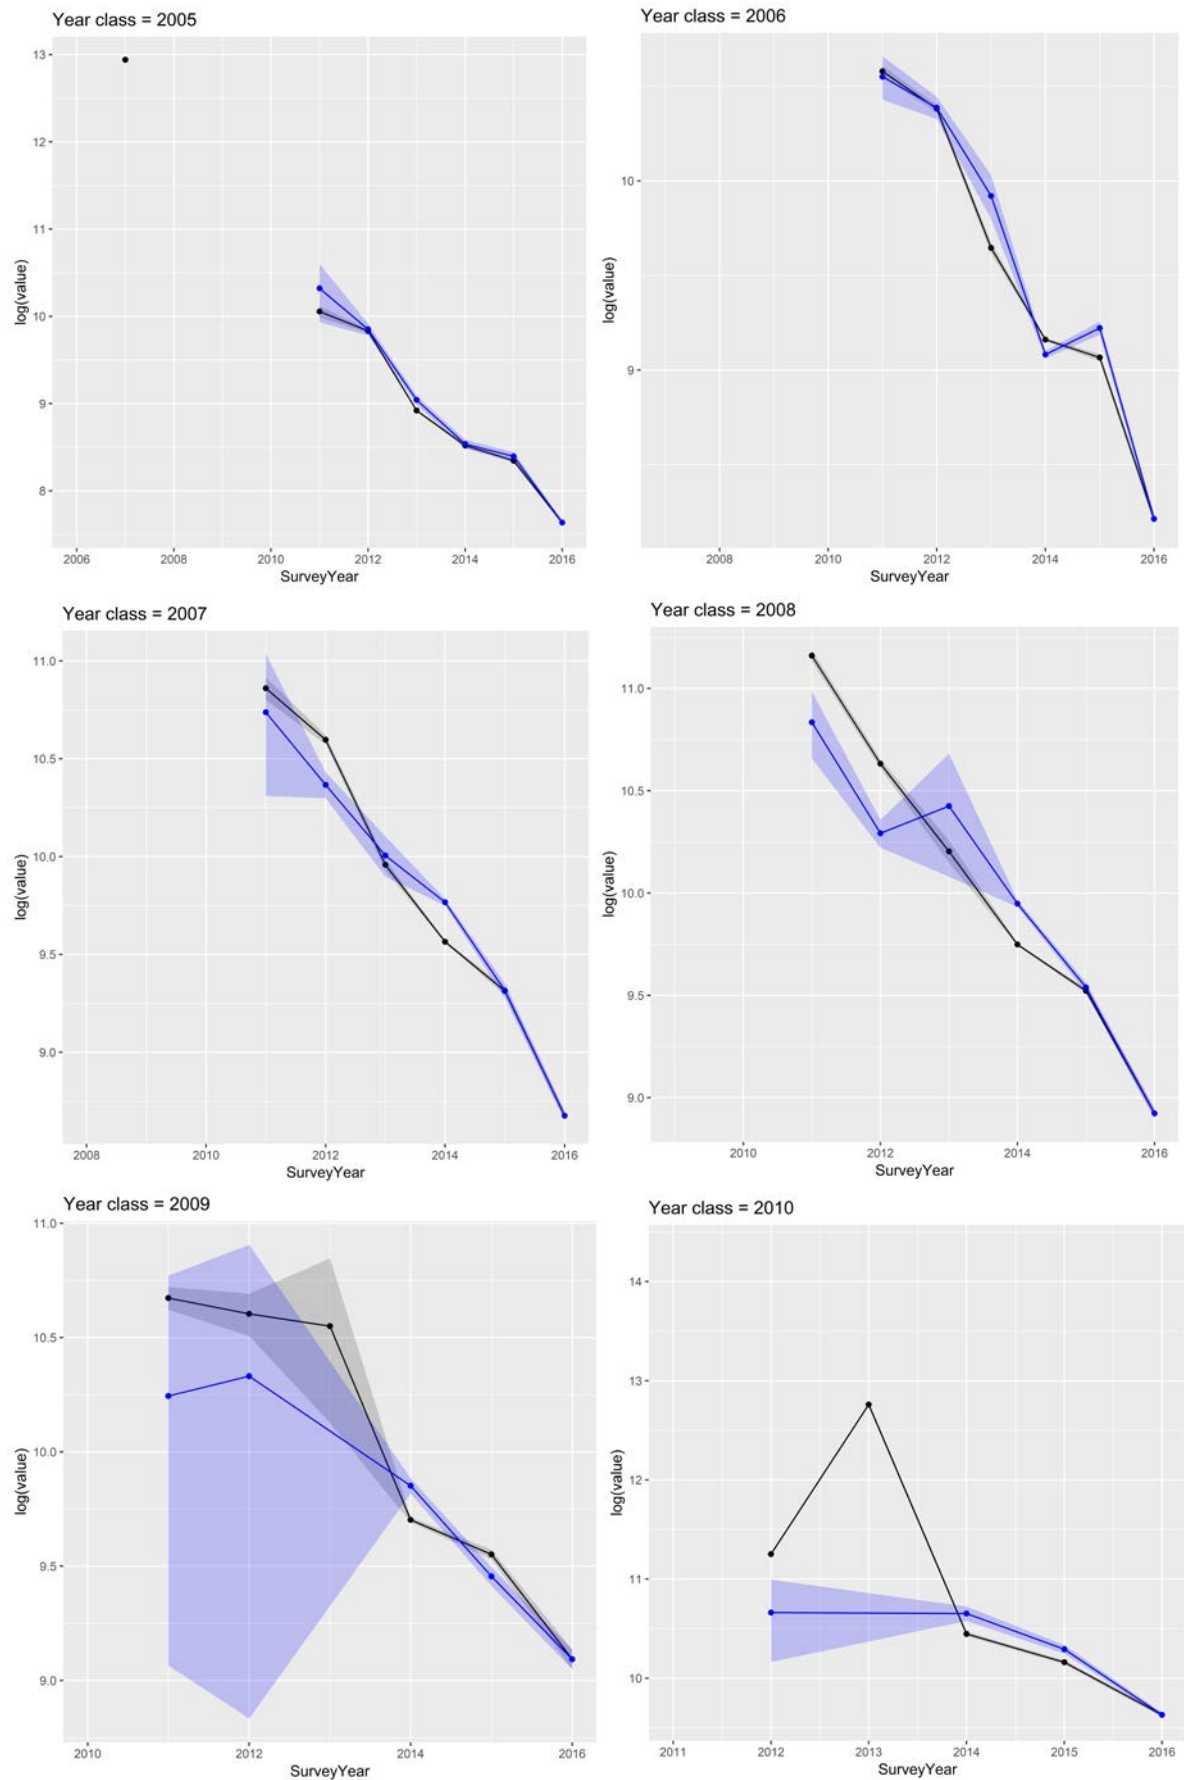 Year class = 2005
13
12
11
10
9
8
log(value)
2006 2008 2010 2012 2014 2016
SurveyYear
Year class = 2006
10
9
log(value)
2008 2010 2012 2014 2016
SurveyYear
Year class = 2007
11.0
10.5
10.0
9.5
9.0
log(value)
2008 2010 2012 2014 2016
SurveyYear
Year class = 2008
11.0
10.5
10.0
9.5
9.0
log(value)
2010 2012 2014 2016
SurveyYear
Year class = 2009
11.0
10.5
10.0
9.5
9.0
log(value)
2010 2012 2014 2016
SurveyYear
Year class = 2010
14
13
12
11
10
log(value)
2011 2012 2013 2014 2015 2016
SurveyYear